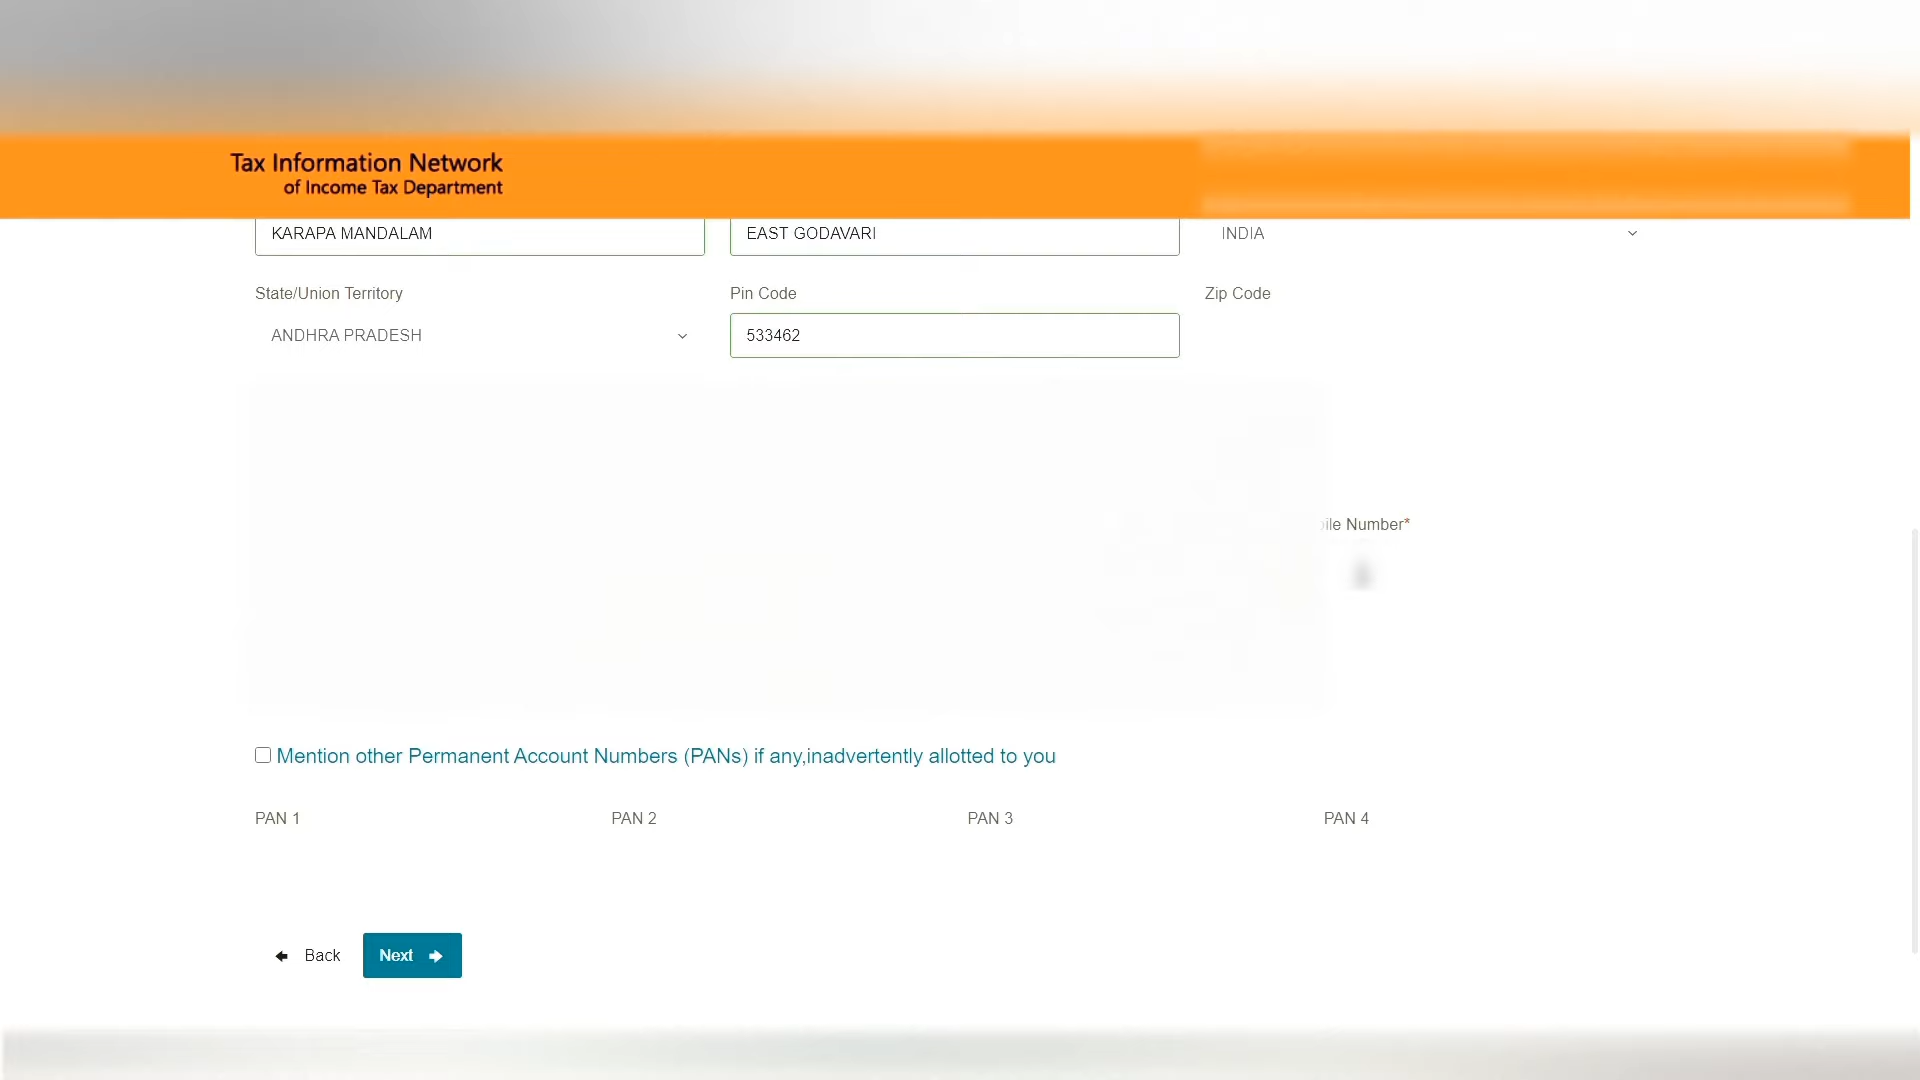 Tax Information Network
of Income Tax Department
KARAPA MANDALAM
EAST GODAVARI
INDIA
State/Union Territory
Pin Code
Zip Code
ANDHRA PRADESH
533462
Number*
Mention other Permanent Account Numbers (PANs) if any,inadvertently allotted to you
PAN 1
PAN 2
PAN 3
PAN 4
Back
Next